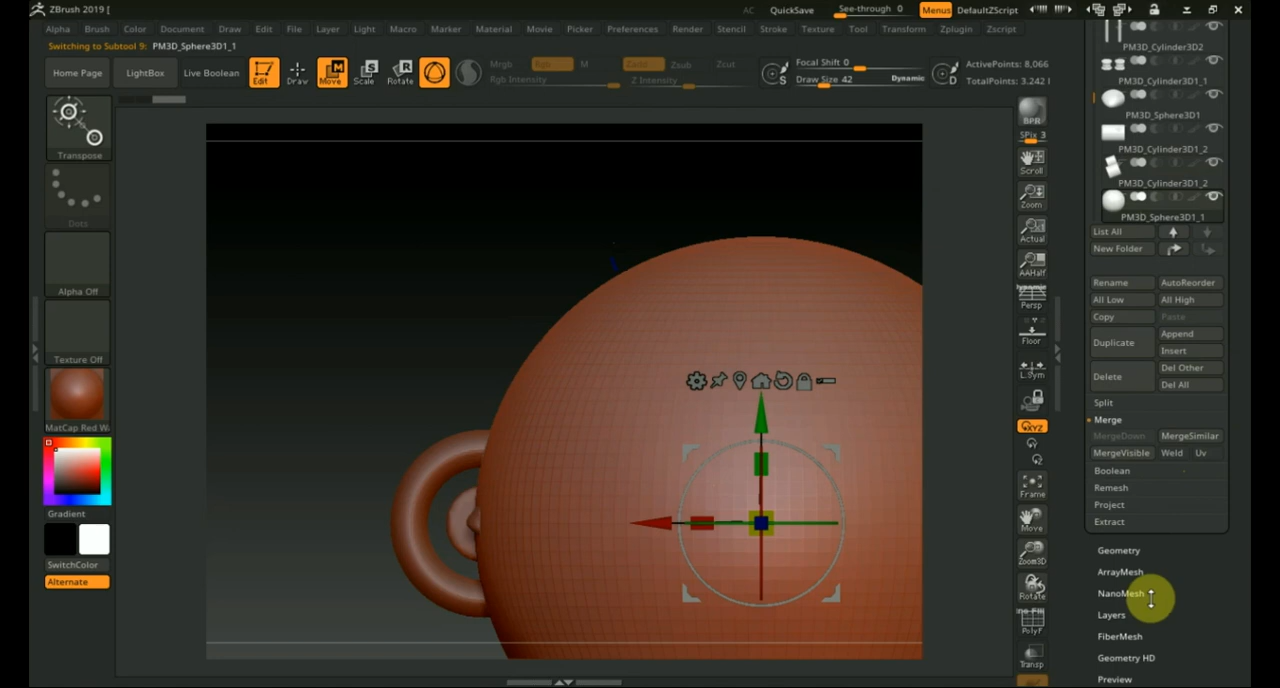 ZBrush 2019 [
AC QuickSave See-through 0 Menus DefaultZScript
Alpha Brush Color Document Draw Edit File Layer Light Macro Marker Material Movie Picker Preferences Render Stencil Stroke Texture Tool Transform Zplugin Zscript
Switching to Subtool 9: PM3D_Sphere3D1_1
Home Page LightBox Live Boolean Edit Draw Move Scale Rotate
Mrgb Rgb M Zadd Zsub Zcut
Rgb Intensity Z Intensity
Focal Shift 0
Draw Size 42 Dynamic
ActivePoints: 8,066
TotalPoints: 3.242
S
D
Transpose
Dots
Alpha Off
Texture Off
MatCap Red W
Gradient
SwitchColor
Alternate
BPR
SPix 3
Scroll
Zoom
Actual
AAHalf
Dynamic
Persp
Floor
L.Sym
XYZ
Frame
Move
Zoom3D
Rotate
Line Fill
PolyF
Transp
PM3D_Cylinder3D2
PM3D_Cylinder3D1_1
PM3D_Sphere3D1
PM3D_Cylinder3D1_2
PM3D_Cylinder3D1_2
PM3D_Sphere3D1_1
List All
New Folder
Rename AutoReorder
All Low All High
Copy Paste
Duplicate Append
Insert
Delete Del Other
Del All
Split
Merge
MergeDown MergeSimilar
MergeVisible Weld Uv
Boolean
Remesh
Project
Extract
Geometry
ArrayMesh
NanoMesh
Layers
FiberMesh
Geometry HD
Preview